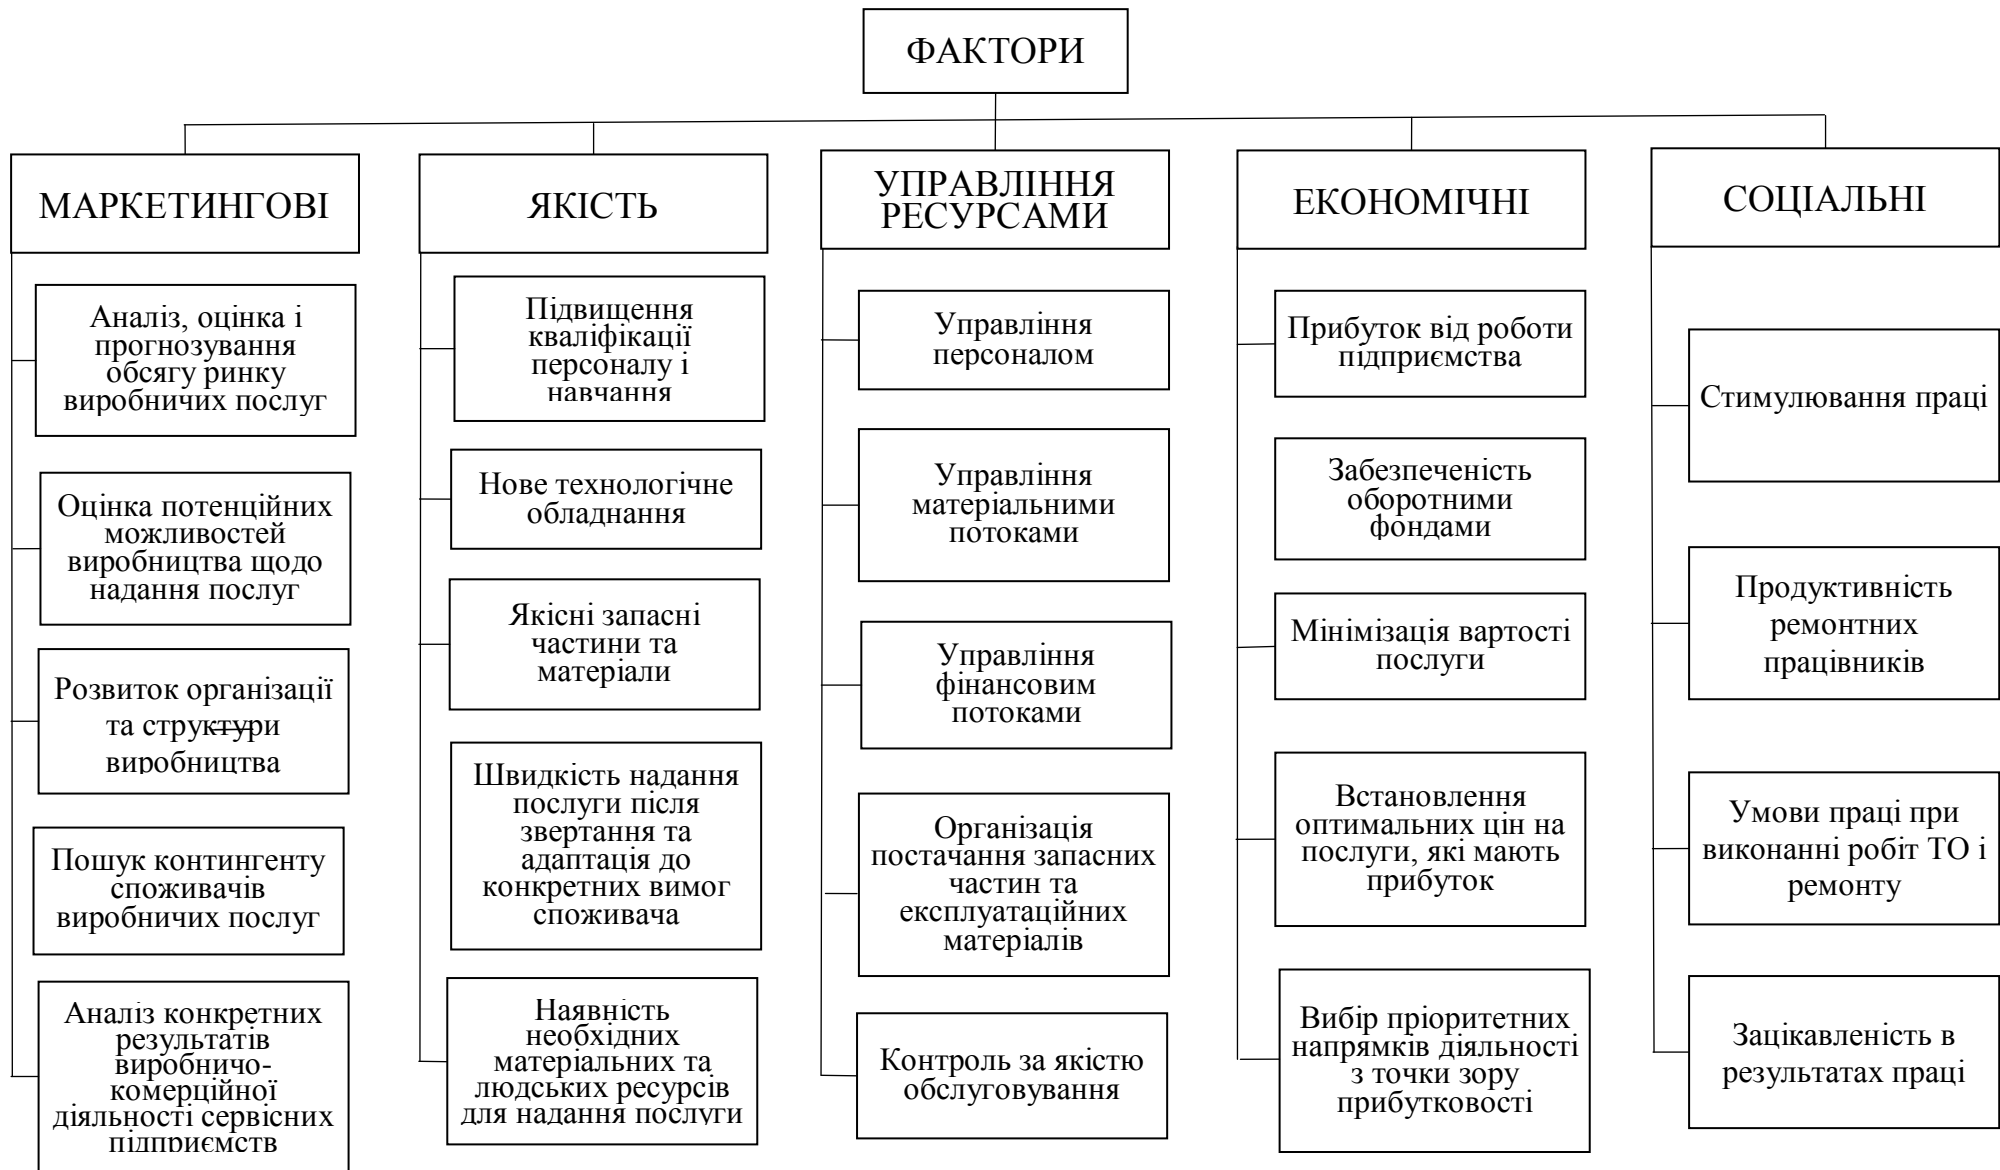 ФАКТОРИ
МАРКЕТИНГОВІ
Аналіз, оцінка і
прогнозування
обсягу ринку
виробничих послуг
Оцінка потенційних
можливостей
виробництва щодо
надання послуг
Розвиток організації
та структури
виробництва
Пошук контингенту
споживачів
виробничих послуг
Аналіз конкретних
результатів
виробничо-
комерційної
діяльності сервісних
підприємств
ЯКІСТЬ
Підвищення
кваліфікації
персоналу і
навчання
Нове технологічне
обладнання
Якісні запасні
частини та
матеріали
Швидкість надання
послуги після
звертання та
адаптація до
конкретних вимог
споживача
Наявність
необхідних
матеріальних та
людських ресурсів
для надання послуги
УПРАВЛІННЯ
РЕСУРСАМИ
Управління
персоналом
Управління
матеріальними
потоками
Управління
фінансовим
потоками
Організація
постачання запасних
частин та
експлуатаційних
матеріалів
Контроль за якістю
обслуговування
ЕКОНОМІЧНІ
Прибуток від роботи
підприємства
Забезпеченість
оборотними
фондами
Мінімізація вартості
послуги
Встановлення
оптимальних цін на
послуги, які мають
прибуток
Вибір пріоритетних
напрямків діяльності
з точки зору
прибутковості
СОЦІАЛЬНІ
Стимулювання праці
Продуктивність
ремонтних
працівників
Умови праці при
виконанні робіт ТО і
ремонту
Зацікавленість в
результатах праці